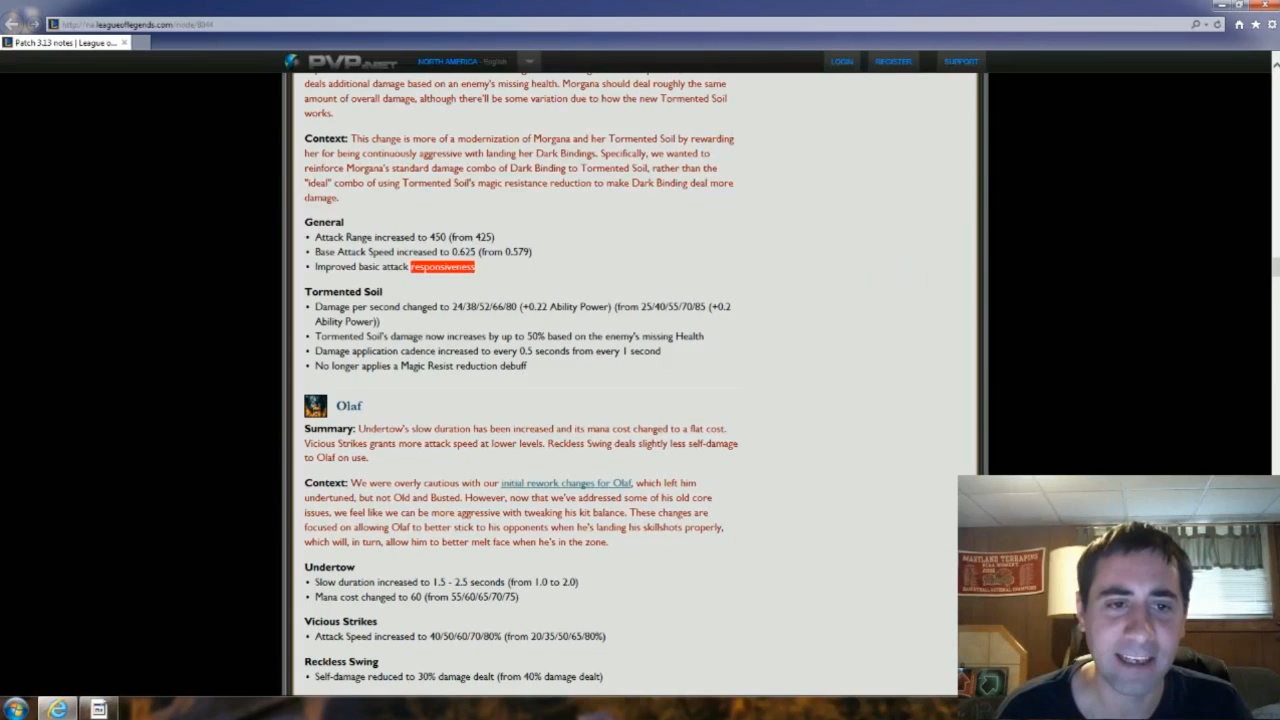 http://na.leagueoflegends.com/node/8944
Patch 3.13 notes | League o...
PVP.NET
NORTH AMERICA - English
LOGIN
REGISTER
SUPPORT
deals additional damage based on an enemy's missing health. Morgana should deal roughly the same
amount of overall damage, although there'll be some variation due to how the new Tormented Soil
works.
Context: This change is more of a modernization of Morgana and her Tormented Soil by rewarding
her for being continuously aggressive with landing her Dark Bindings. Specifically, we wanted to
reinforce Morgana's standard damage combo of Dark Binding to Tormented Soil, rather than the
"ideal" combo of using Tormented Soil's magic resistance reduction to make Dark Binding deal more
damage.
General
• Attack Range increased to 450 (from 425)
• Base Attack Speed increased to 0.625 (from 0.579)
• Improved basic attack responsiveness
Tormented Soil
• Damage per second changed to 24/38/52/66/80 (+0.22 Ability Power) (from 25/40/55/70/85 (+0.2
Ability Power))
• Tormented Soil's damage now increases by up to 50% based on the enemy's missing Health
• Damage application cadence increased to every 0.5 seconds from every 1 second
• No longer applies a Magic Resist reduction debuff
Olaf
Summary: Undertow's slow duration has been increased and its mana cost changed to a flat cost.
Vicious Strikes grants more attack speed at lower levels. Reckless Swing deals slightly less self-damage
to Olaf on use.
Context: We were overly cautious with our initial rework changes for Olaf, which left him
undertuned, but not Old and Busted. However, now that we've addressed some of his old core
issues, we feel like we can be more aggressive with tweaking his kit balance. These changes are
focused on allowing Olaf to better stick to his opponents when he's landing his skillshots properly,
which will, in turn, allow him to better melt face when he's in the zone.
Undertow
• Slow duration increased to 1.5 - 2.5 seconds (from 1.0 to 2.0)
• Mana cost changed to 60 (from 55/60/65/70/75)
Vicious Strikes
• Attack Speed increased to 40/50/60/70/80% (from 20/35/50/65/80%)
Reckless Swing
• Self-damage reduced to 30% damage dealt (from 40% damage dealt)
MARYLAND TERRAPINS